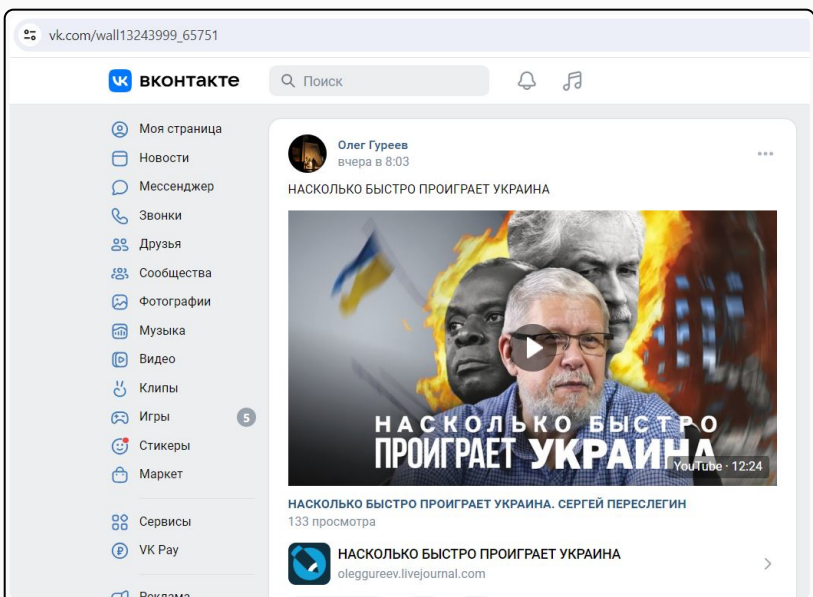 vk.com/wall13243999_65751
вконтакте
Поиск
Моя страница
Новости
Мессенджер
Звонки
Друзья
Сообщества
Фотографии
Музыка
Видео
Клипы
Игры
5
Стикеры
Маркет
Сервисы
VK Pay
Реклама
Олег Гуреев
вчера в 8:03
НАСКОЛЬКО БЫСТРО ПРОИГРАЕТ УКРАИНА
НАСКОЛЬКО БЫСТРО
ПРОИГРАЕТ УКРАИНА
YouTube · 12:24
НАСКОЛЬКО БЫСТРО ПРОИГРАЕТ УКРАИНА. СЕРГЕЙ ПЕРЕСЛЕГИН
133 просмотра
НАСКОЛЬКО БЫСТРО ПРОИГРАЕТ УКРАИНА
oleggureev.livejournal.com